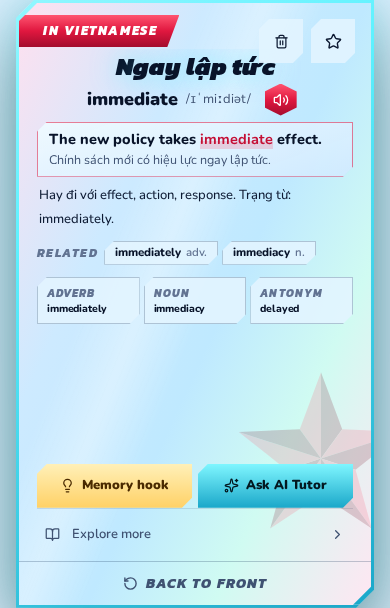 IN VIETNAMESE
Ngay lập tức
immediate /ɪˈmiːdiət/
The new policy takes immediate effect.
Chính sách mới có hiệu lực ngay lập tức.
Hay đi với effect, action, response. Trạng từ:
immediately.
RELATED immediately adv. immediacy n.
ADVERB NOUN ANTONYM
immediately immediacy delayed
Memory hook Ask AI Tutor
Explore more
BACK TO FRONT